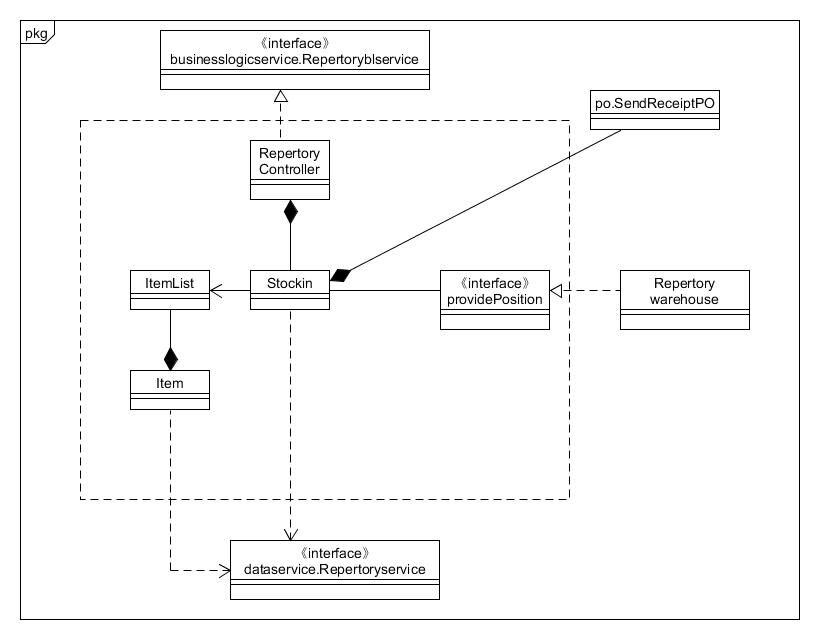 pkg
《interface》
businesslogicservice.Repertoryblservice
po.SendReceiptPO
Repertory
Controller
ItemList
Stockin
《interface》
providePosition
Repertory
warehouse
Item
《interface》
dataservice.Repertoryservice